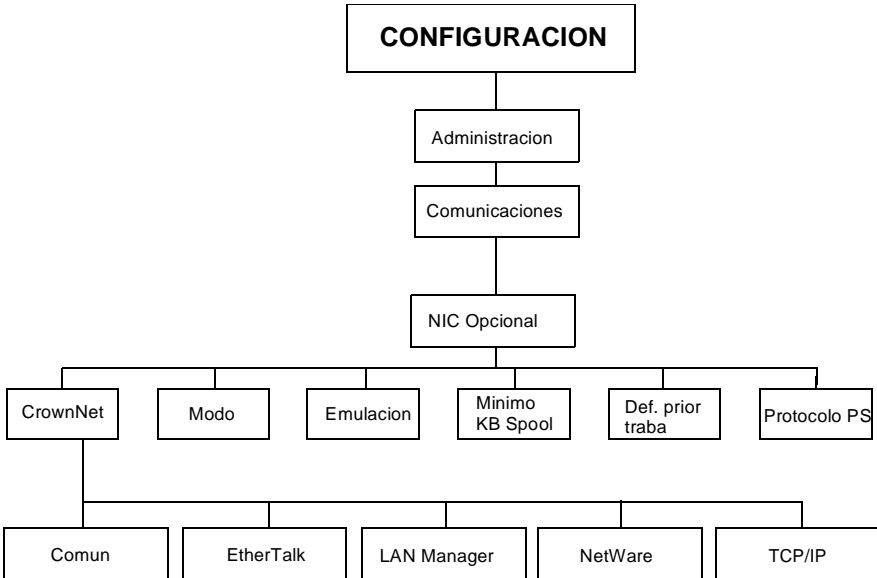 CONFIGURACION
Administracion
Comunicaciones
NIC Opcional
CrownNet
Modo
Emulacion
Minimo
KB Spool
Def. prior
traba
Protocolo PS
Comun
EtherTalk
LAN Manager
NetWare
TCP/IP